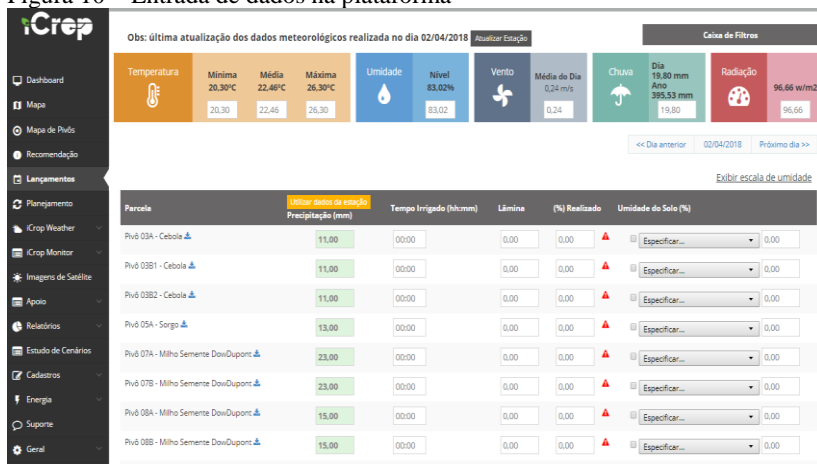 Figura 10 – Entrada de dados na plataforma
iCrop
Obs: última atualização dos dados meteorológicos realizada no dia 02/04/2018 Atualizar Estação
Caixa de Filtros
Temperatura
Mínima Média Máxima
20,30ºC 22,46ºC 26,30ºC
20,30 22,46 26,30
Umidade
Nível
83,02%
83,02
Vento
Média do Dia
0,24 m/s
0,24
Chuva
Dia
19,80 mm
Ano
395,53 mm
19,80
Radiação
96,66 w/m2
96,66
<< Dia anterior 02/04/2018 Próximo dia >>
Exibir escala de umidade
Dashboard
Mapa
Mapa de Pivôs
Recomendação
Lançamentos
Planejamento
iCrop Weather
iCrop Monitor
Imagens de Satélite
Apoio
Relatórios
Estudo de Cenários
Cadastros
Energia
Suporte
Geral
Utilizar dados da estação
Parcela Precipitação (mm) Tempo Irrigado (hh:mm) Lâmina (%) Realizado Umidade do Solo (%)
Pivô 03A - Cebola 11,00 00:00 0,00 0,00 Especificar... 0,00
Pivô 03B1 - Cebola 11,00 00:00 0,00 0,00 Especificar... 0,00
Pivô 03B2 - Cebola 11,00 00:00 0,00 0,00 Especificar... 0,00
Pivô 05A - Sorgo 13,00 00:00 0,00 0,00 Especificar... 0,00
Pivô 07A - Milho Semente DowDupont 23,00 00:00 0,00 0,00 Especificar... 0,00
Pivô 07B - Milho Semente DowDupont 23,00 00:00 0,00 0,00 Especificar... 0,00
Pivô 08A - Milho Semente DowDupont 15,00 00:00 0,00 0,00 Especificar... 0,00
Pivô 08B - Milho Semente DowDupont 15,00 00:00 0,00 0,00 Especificar... 0,00